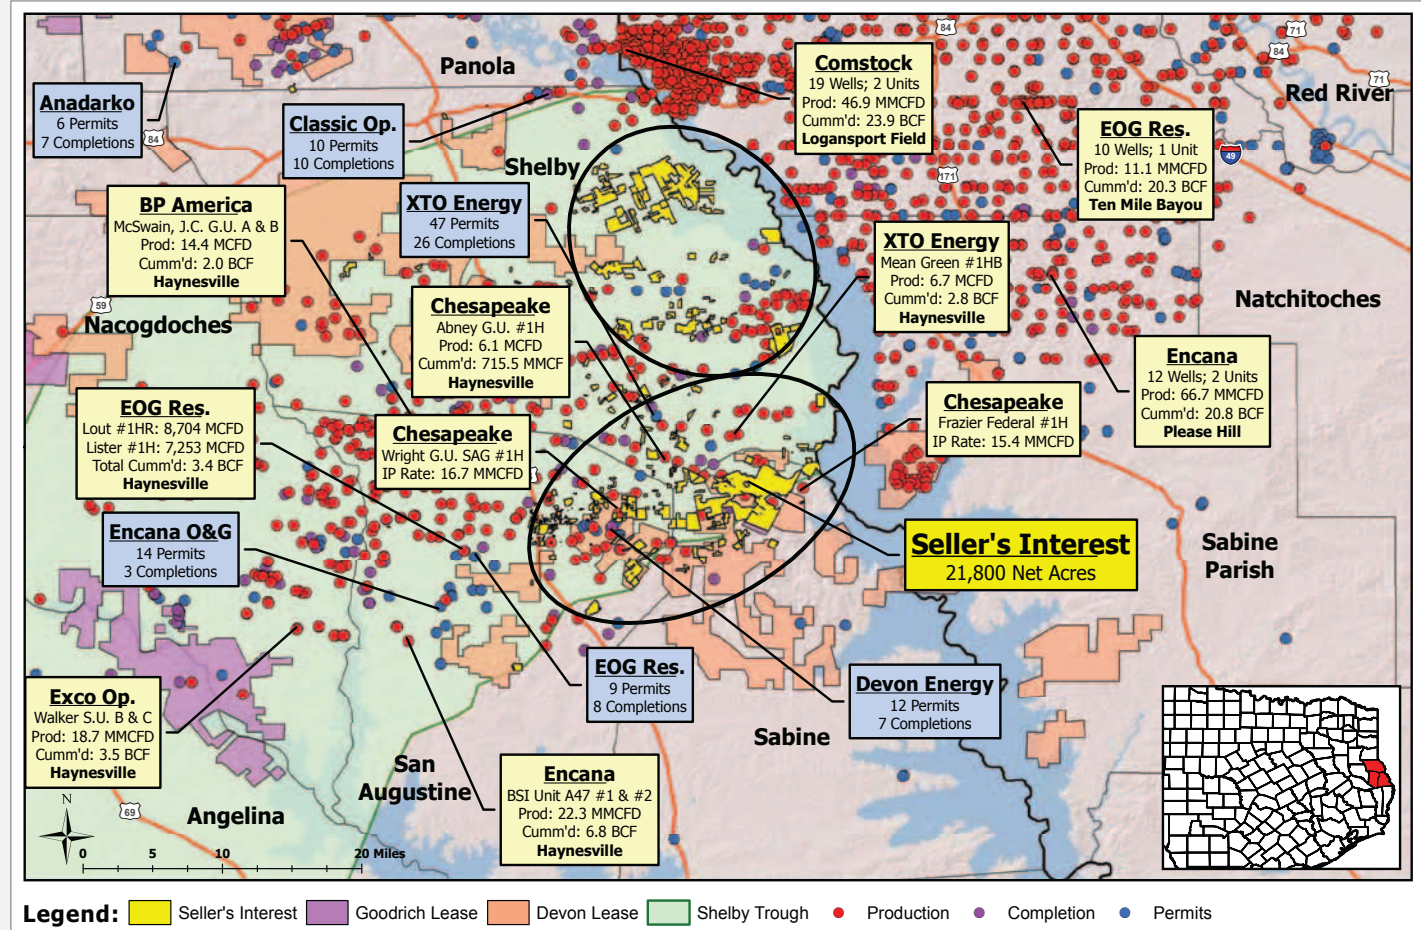 84
71
84
71
Panola
Red River
Comstock
19 Wells; 2 Units
Prod: 46.9 MMCFD
Cumm'd: 23.9 BCF
Logansport Field
Anadarko
6 Permits
7 Completions
84
Classic Op.
10 Permits
10 Completions
EOG Res.
10 Wells; 1 Unit
Prod: 11.1 MMCFD
Cumm'd: 20.3 BCF
Ten Mile Bayou
49
171
Shelby
BP America
McSwain, J.C. G.U. A & B
Prod: 14.4 MCFD
Cumm'd: 2.0 BCF
Haynesville
XTO Energy
47 Permits
26 Completions
XTO Energy
Mean Green #1HB
Prod: 6.7 MCFD
Cumm'd: 2.8 BCF
Haynesville
59
Nacogdoches
Natchitoches
Chesapeake
Abney G.U. #1H
Prod: 6.1 MCFD
Cumm'd: 715.5 MMCF
Haynesville
Encana
12 Wells; 2 Units
Prod: 66.7 MMCFD
Cumm'd: 20.8 BCF
Please Hill
EOG Res.
Lout #1HR: 8,704 MCFD
Lister #1H: 7,253 MCFD
Total Cumm'd: 3.4 BCF
Haynesville
Chesapeake
Wright G.U. SAG #1H
IP Rate: 16.7 MMCFD
Chesapeake
Frazier Federal #1H
IP Rate: 15.4 MMCFD
Encana O&G
14 Permits
3 Completions
Seller's Interest
21,800 Net Acres
Sabine
Parish
EOG Res.
9 Permits
8 Completions
Devon Energy
12 Permits
7 Completions
Exco Op.
Walker S.U. B & C
Prod: 18.7 MMCFD
Cumm'd: 3.5 BCF
Haynesville
Sabine
San
Augustine
Encana
BSI Unit A47 #1 & #2
Prod: 22.3 MMCFD
Cumm'd: 6.8 BCF
Haynesville
Angelina
69
N
0 5 10 20 Miles
Legend: Seller's Interest Goodrich Lease Devon Lease Shelby Trough Production Completion Permits